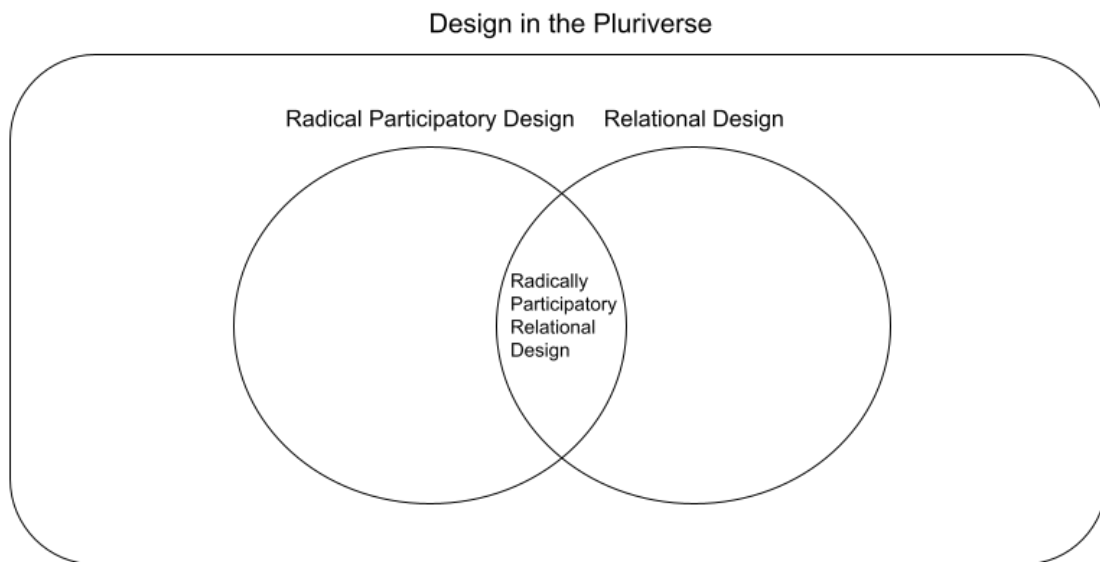 Design in the Pluriverse
Radical Participatory Design
Relational Design
Radically
Participatory
Relational
Design